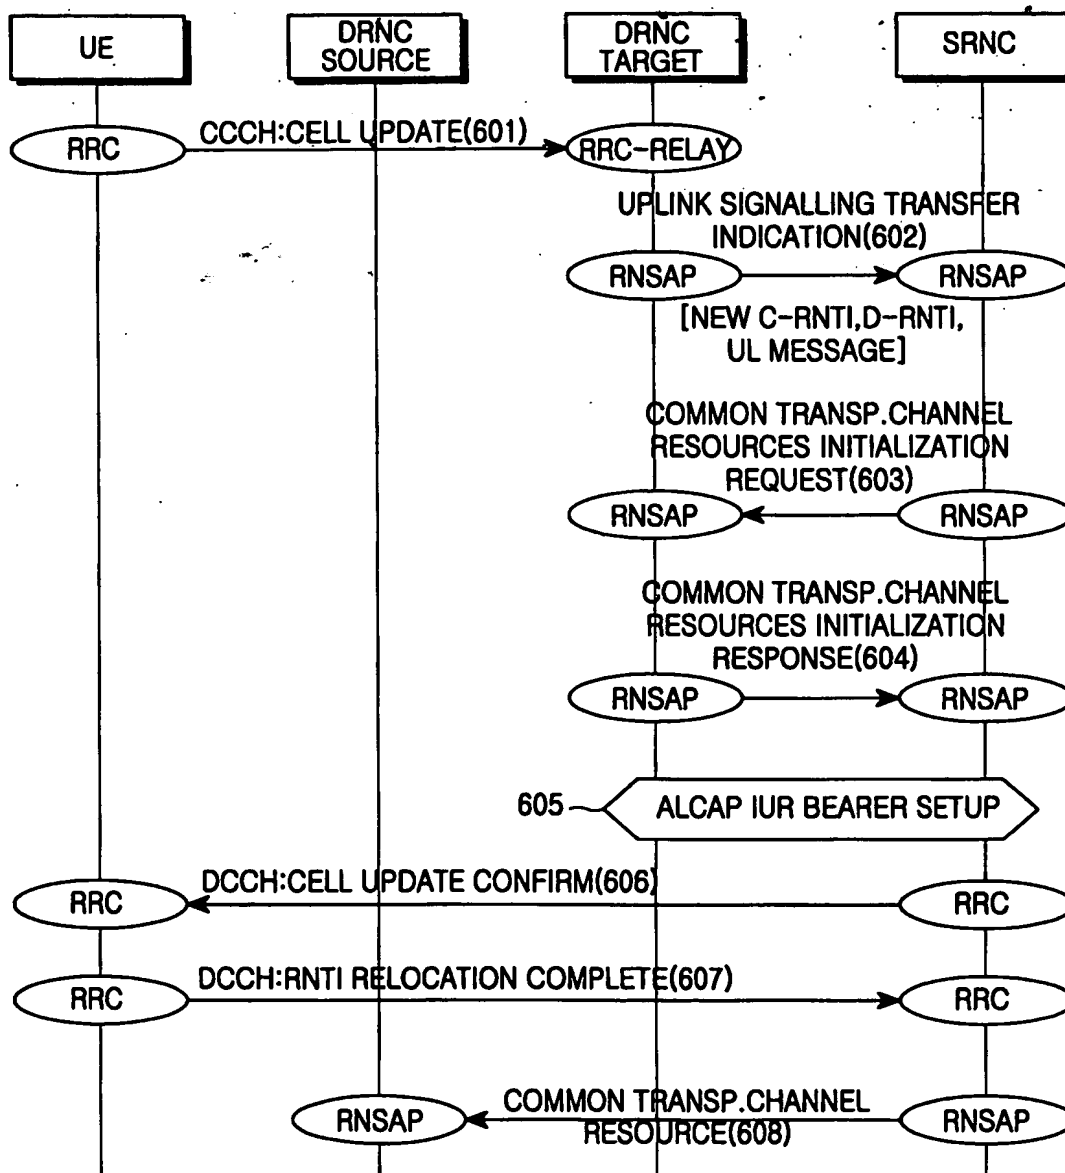 UE
DRNC
SOURCE
DRNC
TARGET
SRNC
RRC
CCCH:CELL UPDATE(601)
RRC-RELAY
UPLINK SIGNALLING TRANSFER
INDICATION(602)
RNSAP
RNSAP
[NEW C-RNTI,D-RNTI,
UL MESSAGE]
COMMON TRANSP.CHANNEL
RESOURCES INITIALIZATION
REQUEST(603)
RNSAP
RNSAP
COMMON TRANSP.CHANNEL
RESOURCES INITIALIZATION
RESPONSE(604)
RNSAP
RNSAP
605
ALCAP IUR BEARER SETUP
DCCH:CELL UPDATE CONFIRM(606)
RRC
RRC
DCCH:RNTI RELOCATION COMPLETE(607)
RRC
RRC
RNSAP
COMMON TRANSP.CHANNEL
RESOURCE(608)
RNSAP